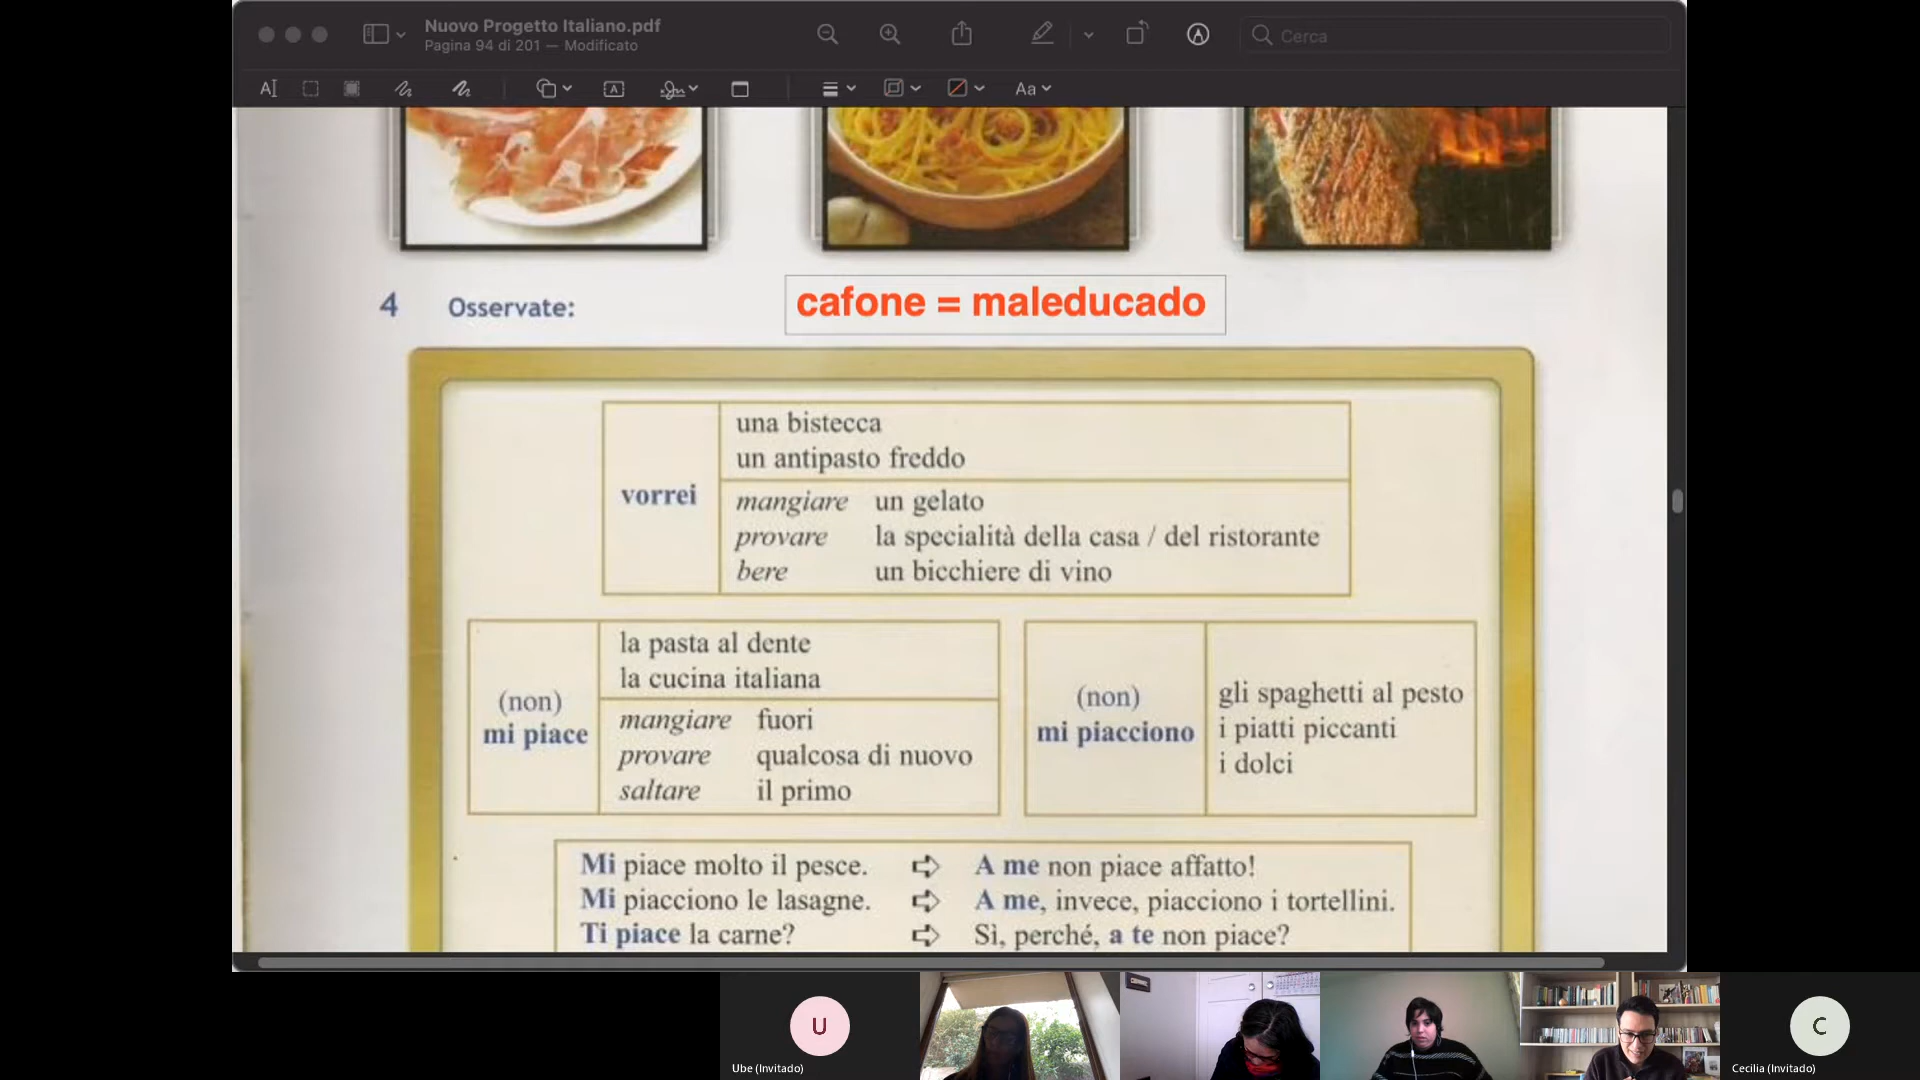 Nuovo Progetto Italiano.pdf
Pagina 94 di 201 — Modificato
Cerca
Aa
4 Osservate:
cafone = maleducado
vorrei
una bistecca
un antipasto freddo
mangiare un gelato
provare la specialità della casa / del ristorante
bere un bicchiere di vino
(non)
mi piace
la pasta al dente
la cucina italiana
mangiare fuori
provare qualcosa di nuovo
saltare il primo
(non)
mi piacciono
gli spaghetti al pesto
i piatti piccanti
i dolci
Mi piace molto il pesce. ⇨ A me non piace affatto!
Mi piacciono le lasagne. ⇨ A me, invece, piacciono i tortellini.
Ti piace la carne? ⇨ Sì, perché, a te non piace?
U
Ube (Invitado)
C
Cecilia (Invitado)